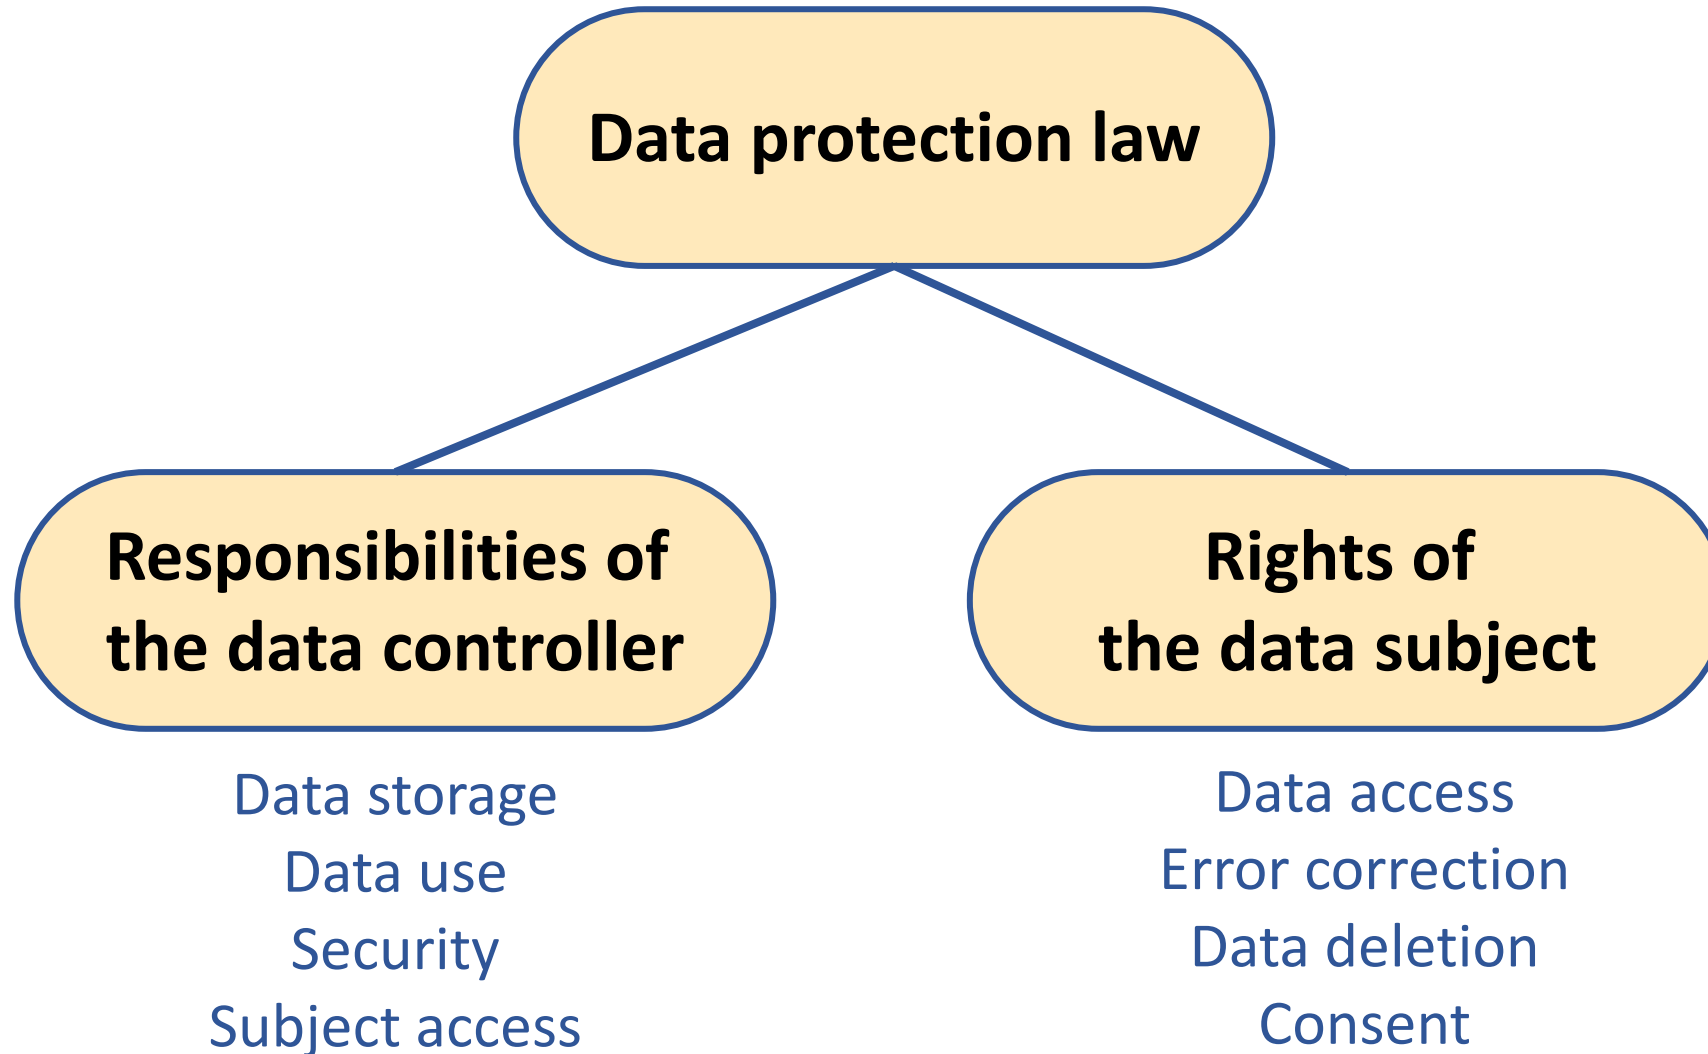 Data protection law
Responsibilities of
the data controller
Data storage
Data use
Security
Subject access
Rights of
the data subject
Data access
Error correction
Data deletion
Consent